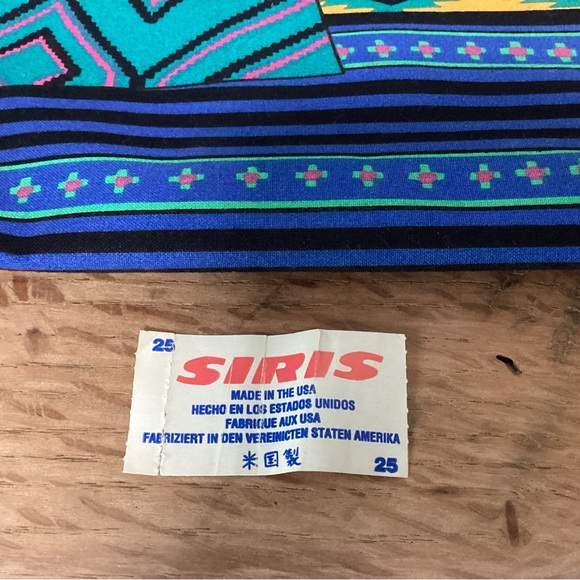 25
SIRIS
MADE IN THE USA
HECHO EN LOS ESTADOS UNIDOS
FABRIQUE AUX USA
FABRIZIERT IN DEN VEREINICTEN STATEN AMERIKA
米国製
25